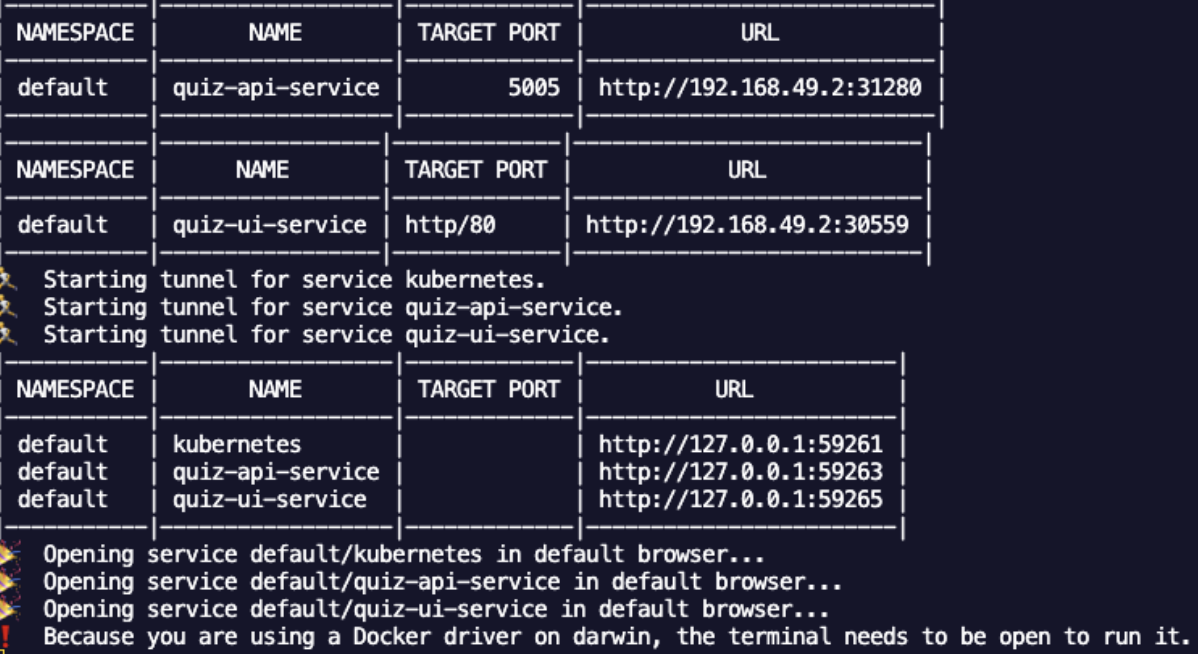 NAMESPACE | NAME | TARGET PORT | URL
default | quiz-api-service | 5005 | http://192.168.49.2:31280
NAMESPACE | NAME | TARGET PORT | URL
default | quiz-ui-service | http/80 | http://192.168.49.2:30559
Starting tunnel for service kubernetes.
Starting tunnel for service quiz-api-service.
Starting tunnel for service quiz-ui-service.
NAMESPACE | NAME | TARGET PORT | URL
default | kubernetes | | http://127.0.0.1:59261
default | quiz-api-service | | http://127.0.0.1:59263
default | quiz-ui-service | | http://127.0.0.1:59265
Opening service default/kubernetes in default browser...
Opening service default/quiz-api-service in default browser...
Opening service default/quiz-ui-service in default browser...
❗ Because you are using a Docker driver on darwin, the terminal needs to be open to run it.